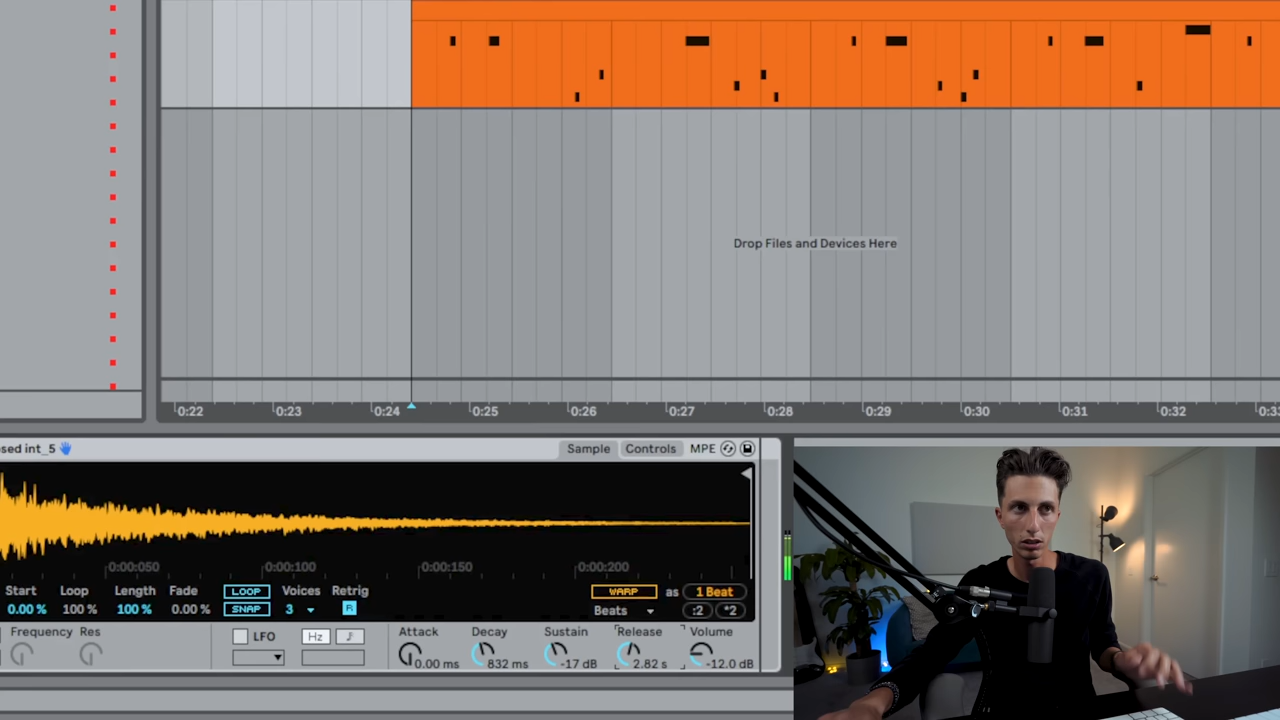 Drop Files and Devices Here
0:22 0:23 0:24 0:25 0:26 0:27 0:28 0:29 0:30 0:31 0:32
sed int_5 Sample Controls MPE
0:00:050 0:00:100 0:00:150 0:00:200
Start Loop Length Fade LOOP Voices Retrig WARP as 1 Beat
0.00 % 100 % 100 % 0.00 % SNAP 3 R Beats :2 *2
Frequency Res LFO Hz Attack Decay Sustain Release Volume
0.00 ms 832 ms -17 dB 2.82 s -12.0 dB